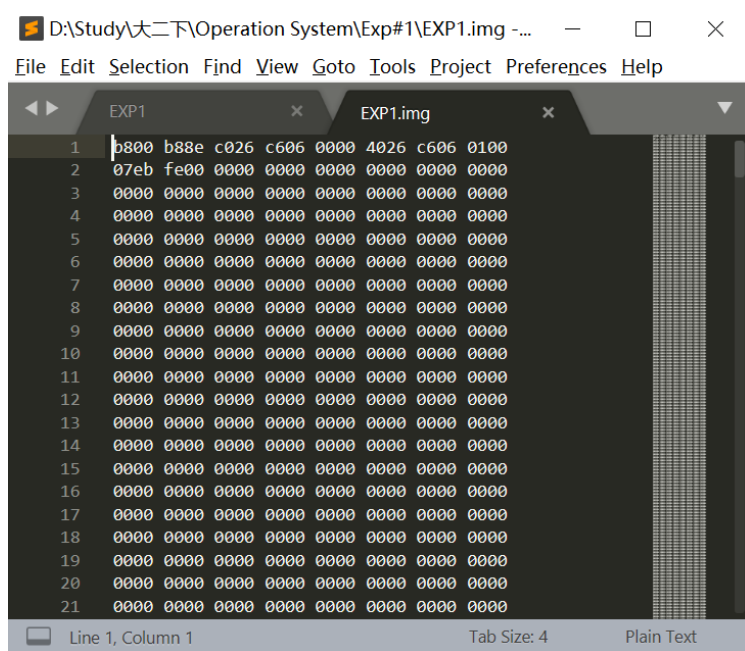 D:\Study\大二下\Operation System\Exp#1\EXP1.img -...
File Edit Selection Find View Goto Tools Project Preferences Help
EXP1 EXP1.img
1 b800 b88e c026 c606 0000 4026 c606 0100
2 07eb fe00 0000 0000 0000 0000 0000 0000
3 0000 0000 0000 0000 0000 0000 0000 0000
4 0000 0000 0000 0000 0000 0000 0000 0000
5 0000 0000 0000 0000 0000 0000 0000 0000
6 0000 0000 0000 0000 0000 0000 0000 0000
7 0000 0000 0000 0000 0000 0000 0000 0000
8 0000 0000 0000 0000 0000 0000 0000 0000
9 0000 0000 0000 0000 0000 0000 0000 0000
10 0000 0000 0000 0000 0000 0000 0000 0000
11 0000 0000 0000 0000 0000 0000 0000 0000
12 0000 0000 0000 0000 0000 0000 0000 0000
13 0000 0000 0000 0000 0000 0000 0000 0000
14 0000 0000 0000 0000 0000 0000 0000 0000
15 0000 0000 0000 0000 0000 0000 0000 0000
16 0000 0000 0000 0000 0000 0000 0000 0000
17 0000 0000 0000 0000 0000 0000 0000 0000
18 0000 0000 0000 0000 0000 0000 0000 0000
19 0000 0000 0000 0000 0000 0000 0000 0000
20 0000 0000 0000 0000 0000 0000 0000 0000
21 0000 0000 0000 0000 0000 0000 0000 0000
Line 1, Column 1 Tab Size: 4 Plain Text